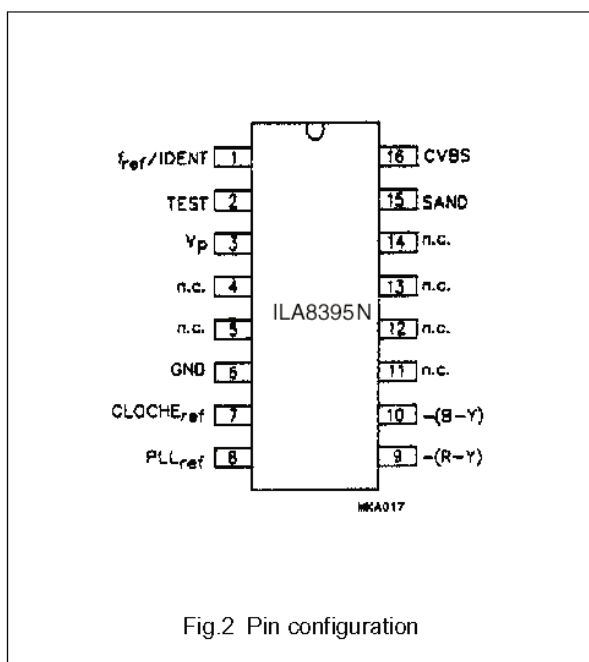 f_ref/IDENT 1 16 CVBS
TEST 2 15 SAND
V_p 3 14 n.c.
n.c. 4 13 n.c.
ILA8395N
n.c. 5 12 n.c.
GND 6 11 n.c.
CLOCHE_ref 7 10 -(B-Y)
PLL_ref 8 9 -(R-Y)
MKA017
Fig.2 Pin configuration